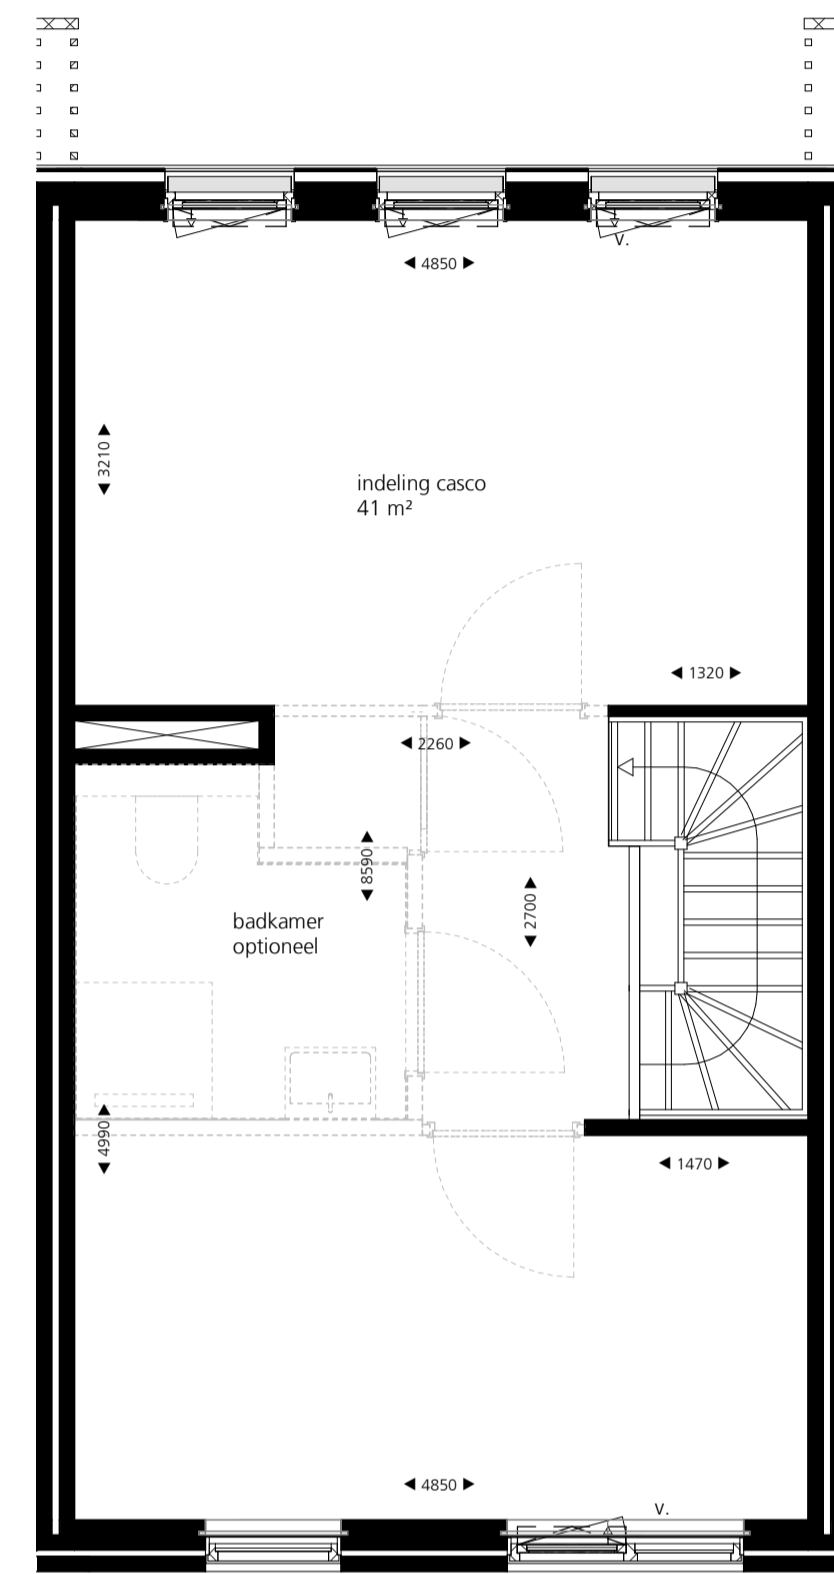 v.
4850
3210
indeling casco
41 m²
1320
2260
8590
2700
badkamer
optioneel
4990
1470
4850
v.